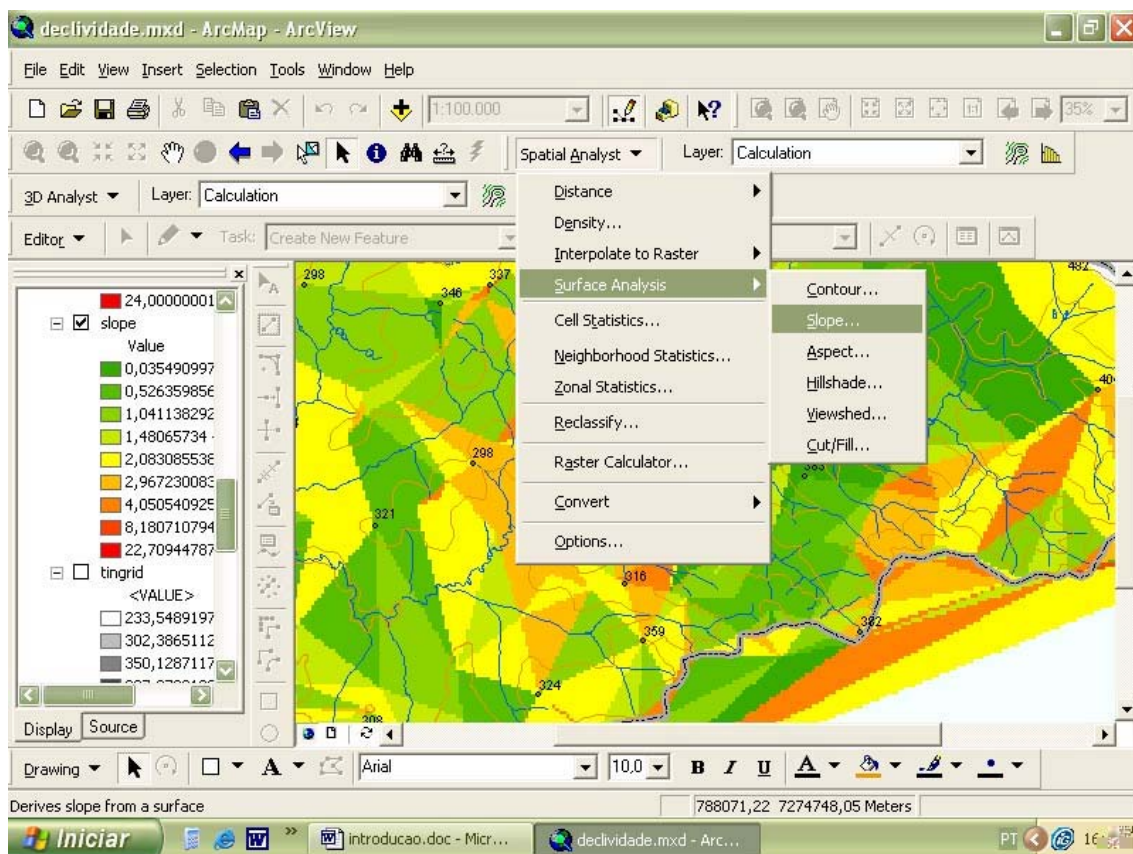 declividade.mxd - ArcMap - ArcView
File Edit View Insert Selection Tools Window Help
1:100.000
35%
Spatial Analyst
Layer: Calculation
3D Analyst
Layer: Calculation
Editor
Task: Create New Feature
Distance
Density...
Interpolate to Raster
Surface Analysis
Cell Statistics...
Neighborhood Statistics...
Zonal Statistics...
Reclassify...
Raster Calculator...
Convert
Options...
Contour...
Slope...
Aspect...
Hillshade...
Viewshed...
Cut/Fill...
24,00000001
slope
Value
0,035490997
0,526359856
1,041138292
1,48065734 -
2,083085538
2,967230083
4,050540925
8,180710794
22,70944787
tingrid
<VALUE>
233,5489197
302,3865112
350,1287117
Display Source
298
337
346
482
40
298
383
321
316
359
382
324
308
Drawing
A
Arial
10,0
B I U A
Derives slope from a surface
788071,22 7274748,05 Meters
Iniciar
introducao.doc - Micr...
declividade.mxd - Arc...
PT